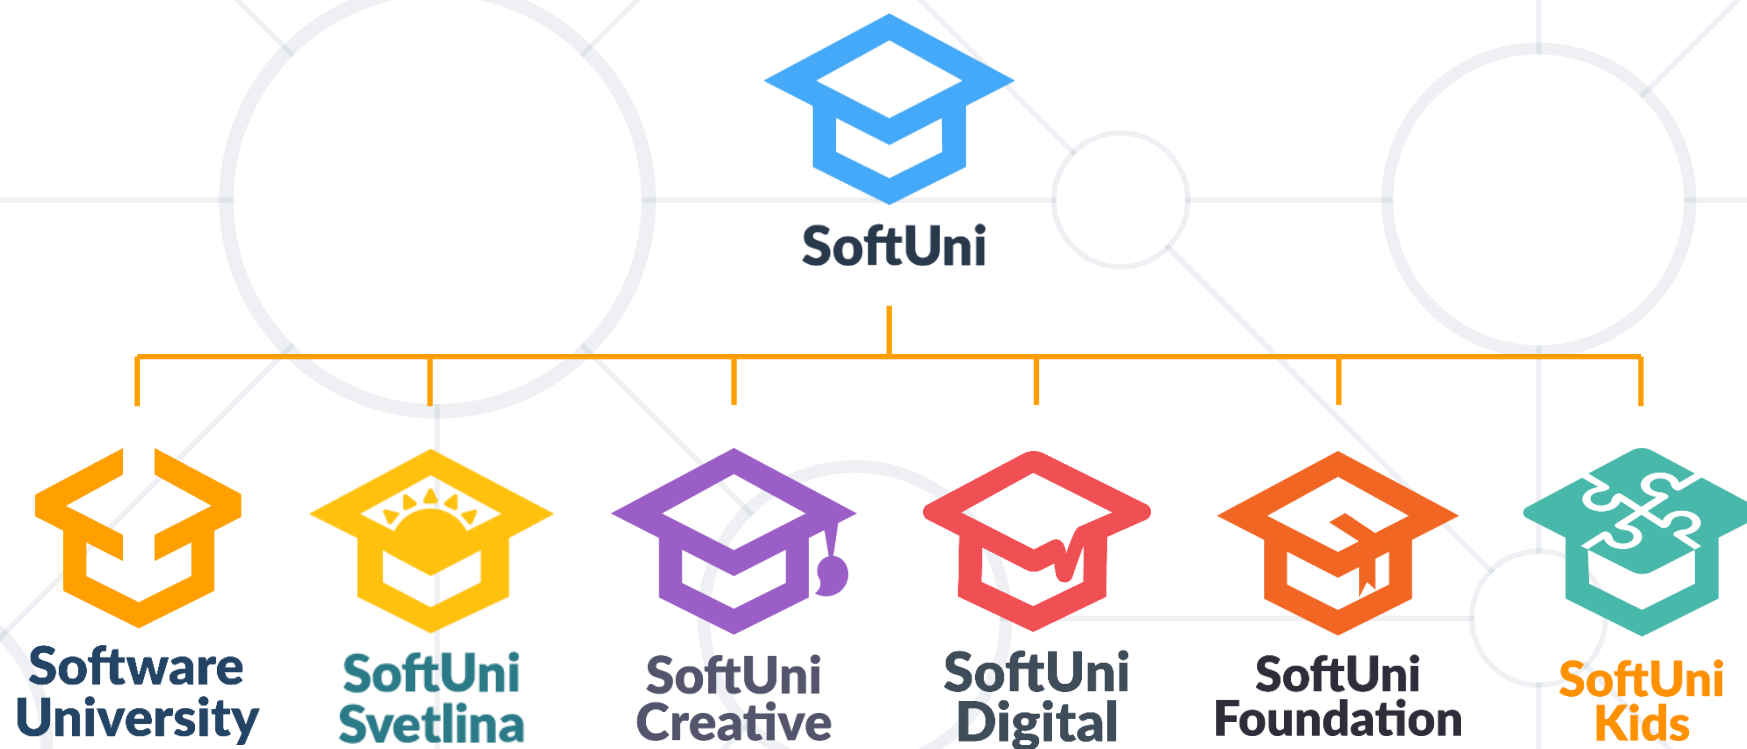 SoftUni
Software
University
SoftUni
Svetlina
SoftUni
Creative
SoftUni
Digital
SoftUni
Foundation
SoftUni
Kids